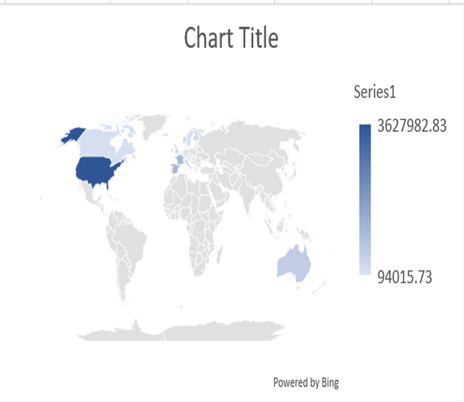 Chart Title
Series1
3627982.83
94015.73
Powered by Bing